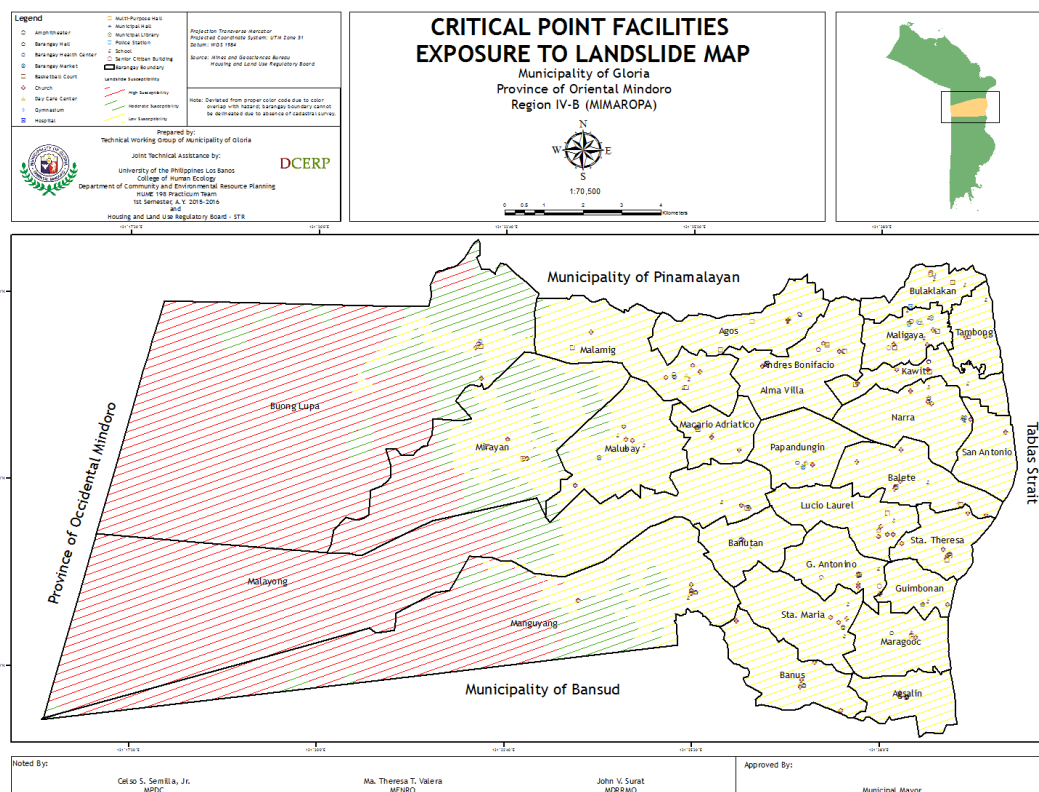 Legend
Amphitheater
Barangay Hall
Barangay Health Center
Barangay Market
Basketball Court
Church
Day Care Center
Gymnasium
Hospital
Multi-Purpose Hall
Municipal Hall
Municipal Library
Police Station
School
Senior Citizen Building
Barangay Boundary
Landslide Susceptibility
High Susceptibility
Moderate Susceptibility
Low Susceptibility
Projection Transverse Mercator
Projected Coordinate System: UTM Zone 51
Datum: WGS 1984
Source: Mines and Geosciences Bureau
Housing and Land Use Regulatory Board
Note: Deviated from proper color code due to color
overlap with hazard; barangay boundary cannot
be delineated due to absence of cadastral survey.
Prepared by:
Technical Working Group of Municipality of Gloria
Joint Technical Assistance by:
DCERP
University of the Philippines Los Banos
College of Human Ecology
Department of Community and Environmental Resource Planning
HUME 198 Practicum Team
1st Semester, A.Y. 2015-2016
and
Housing and Land Use Regulatory Board - STR
CRITICAL POINT FACILITIES
EXPOSURE TO LANDSLIDE MAP
Municipality of Gloria
Province of Oriental Mindoro
Region IV-B (MIMAROPA)
N
W E
S
1:70,500
0 0.5 1 2 3 4
Kilometers
Municipality of Pinamalayan
Bulaklakan
Agos
Maligaya
Tambong
Malamig
Andres Bonifacio
Kawit
Alma Villa
Buong Lupa
Narra
Macario Adriatico
Mirayan
Malubay
Papandungin
San Antonio
Balete
Lucio Laurel
Banutan
Sta. Theresa
G. Antonino
Malayong
Guimbonan
Sta. Maria
Manguyang
Maragooc
Banus
Agsalin
Province of Occidental Mindoro
Tablas Strait
Municipality of Bansud
Noted By:
Celso S. Semilla, Jr.
MPDC
Ma. Theresa T. Valera
MENRO
John V. Surat
MDRRMO
Approved By:
Municipal Mayor